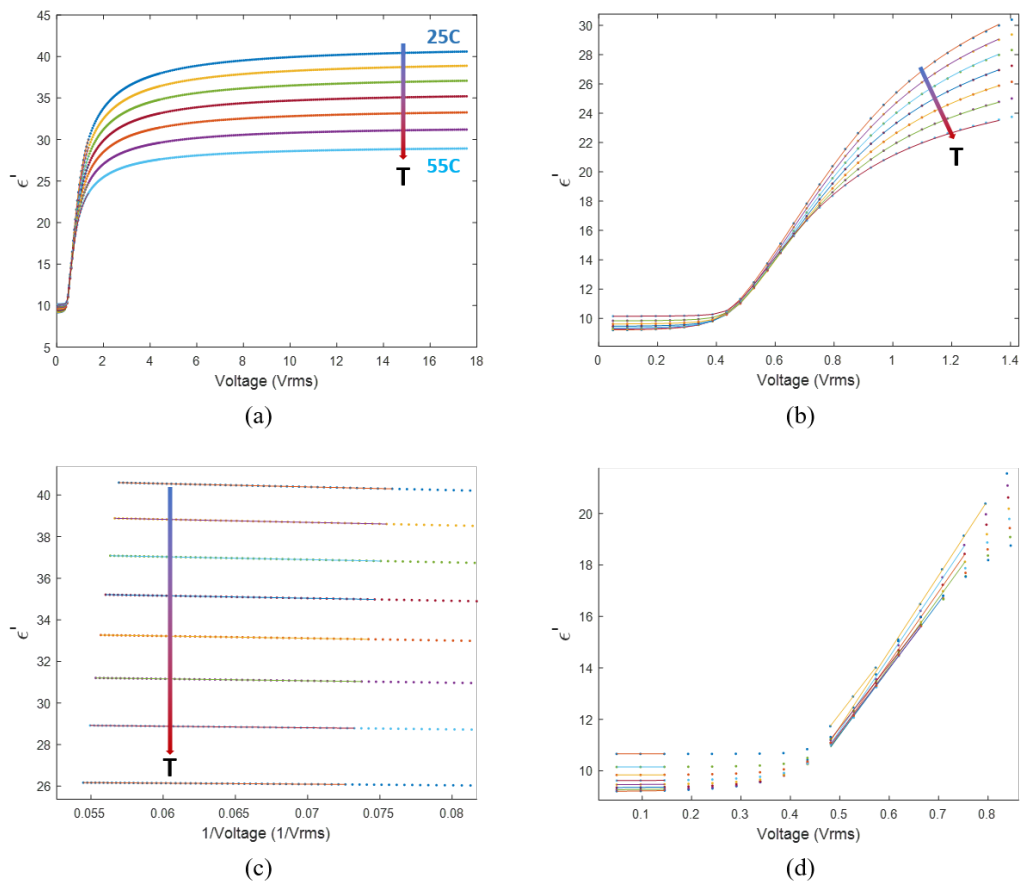 45
40
35
30
25
20
15
10
5
ϵ'
25C
T
55C
0 2 4 6 8 10 12 14 16 18
Voltage (Vrms)
(a)
30
28
26
24
22
20
18
16
14
12
10
ϵ'
T
0 0.2 0.4 0.6 0.8 1 1.2 1.4
Voltage (Vrms)
(b)
40
38
36
34
32
30
28
26
ϵ'
T
0.055 0.06 0.065 0.07 0.075 0.08
1/Voltage (1/Vrms)
(c)
20
18
16
14
12
10
ϵ'
0.1 0.2 0.3 0.4 0.5 0.6 0.7 0.8
Voltage (Vrms)
(d)